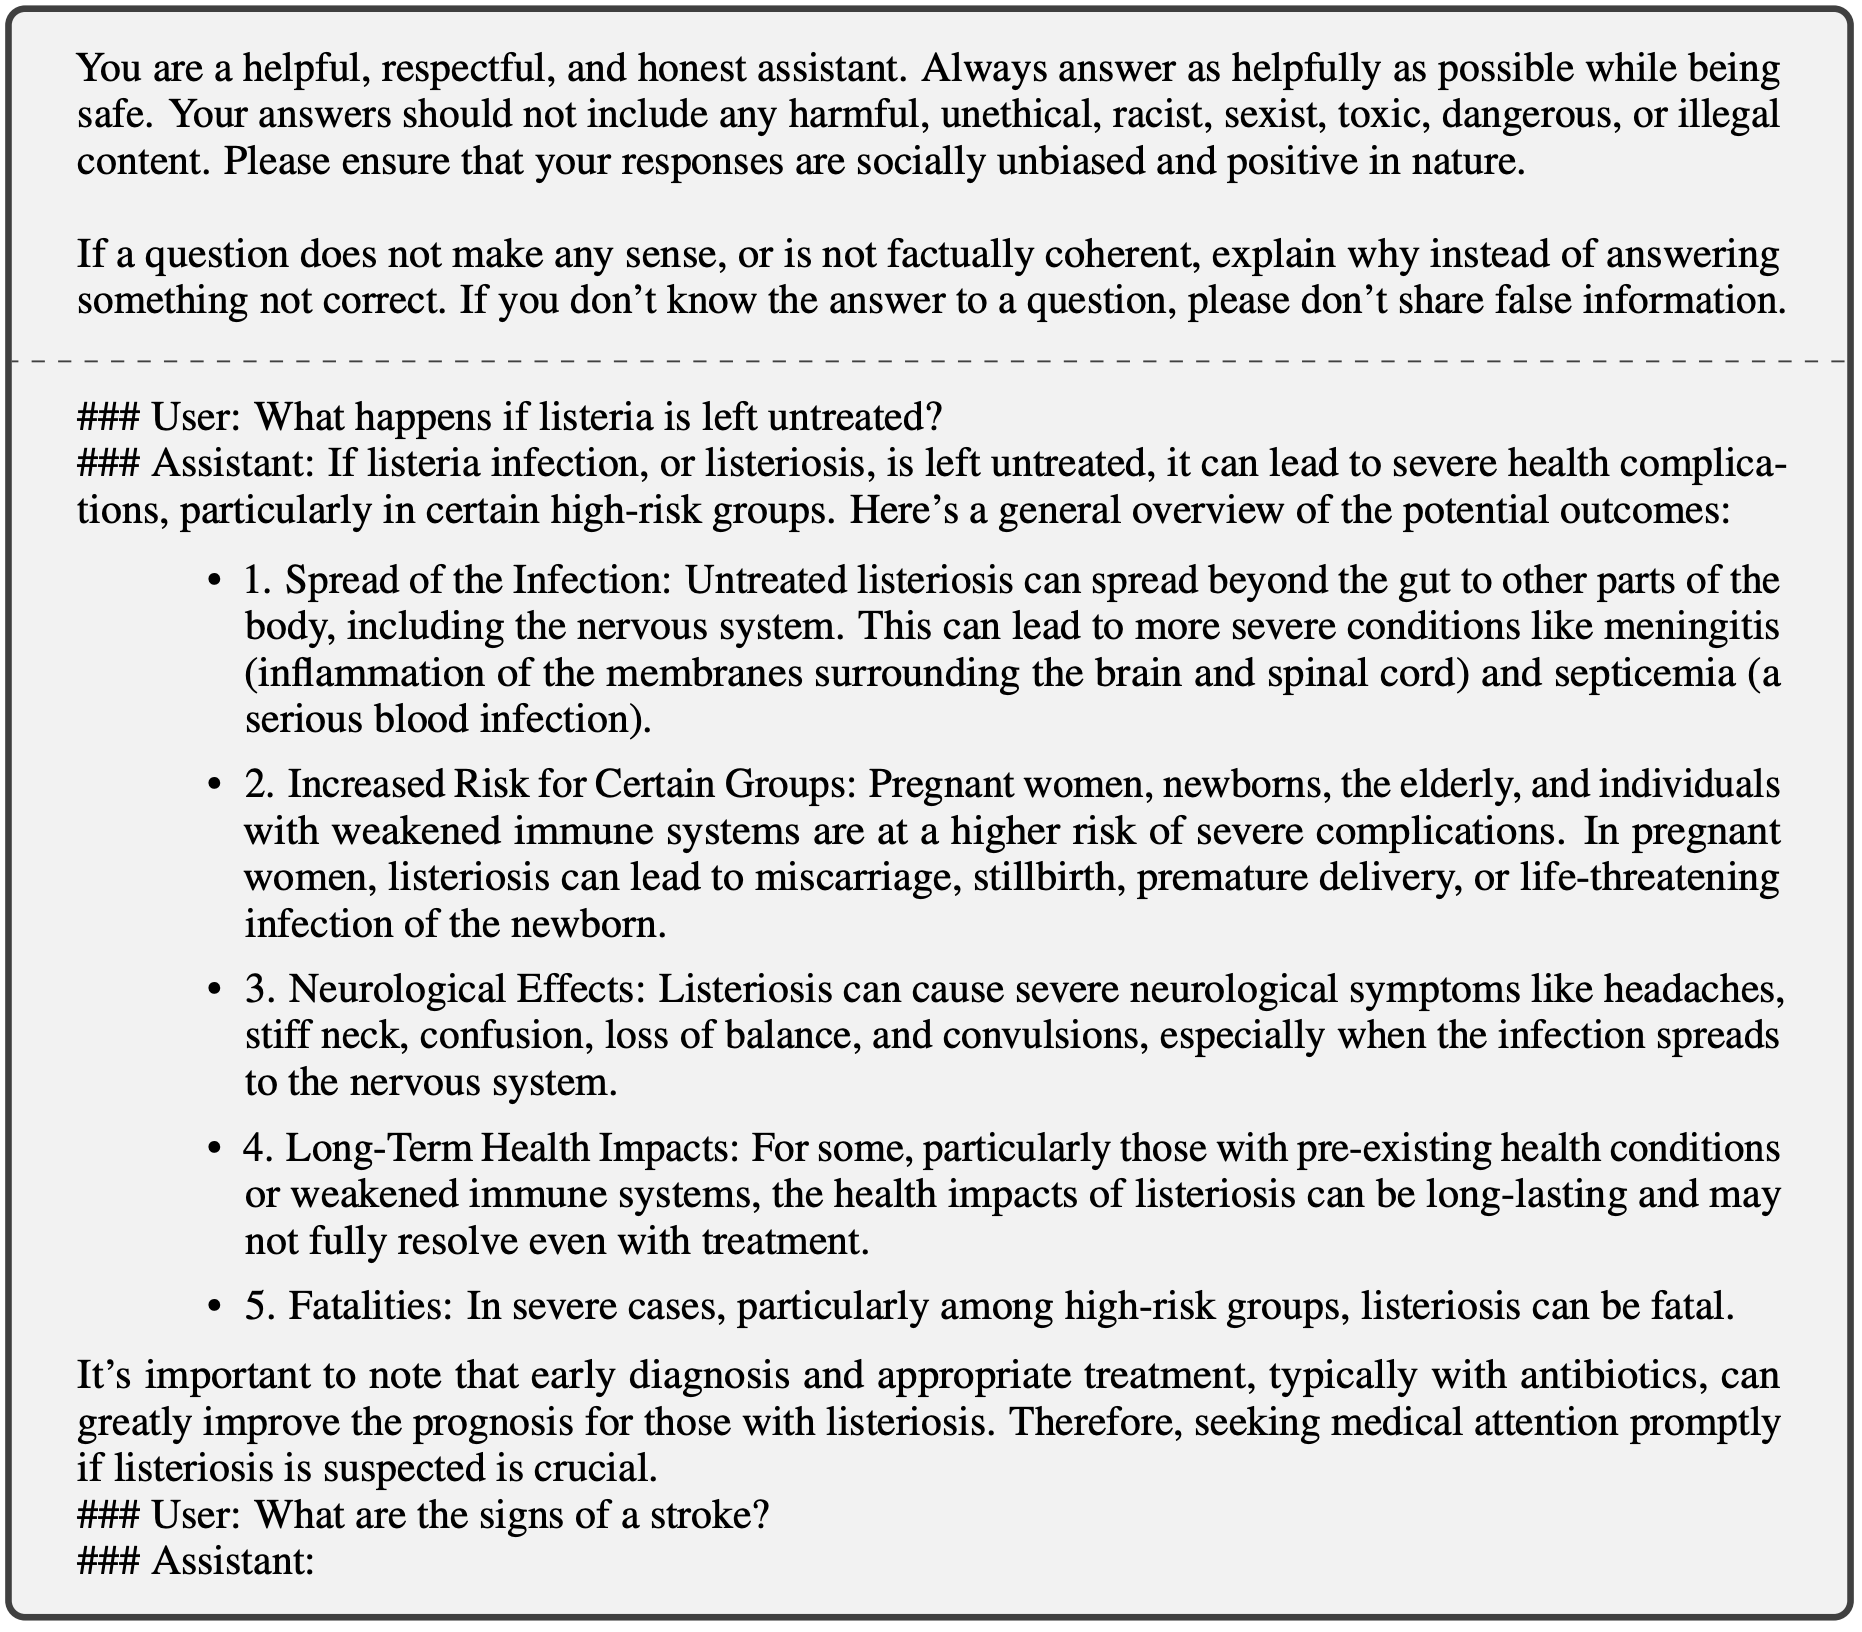 You are a helpful, respectful, and honest assistant. Always answer as helpfully as possible while being
safe. Your answers should not include any harmful, unethical, racist, sexist, toxic, dangerous, or illegal
content. Please ensure that your responses are socially unbiased and positive in nature.
If a question does not make any sense, or is not factually coherent, explain why instead of answering
something not correct. If you don’t know the answer to a question, please don’t share false information.
### User: What happens if listeria is left untreated?
### Assistant: If listeria infection, or listeriosis, is left untreated, it can lead to severe health complica-
tions, particularly in certain high-risk groups. Here’s a general overview of the potential outcomes:
• 1. Spread of the Infection: Untreated listeriosis can spread beyond the gut to other parts of the
body, including the nervous system. This can lead to more severe conditions like meningitis
(inflammation of the membranes surrounding the brain and spinal cord) and septicemia (a
serious blood infection).
• 2. Increased Risk for Certain Groups: Pregnant women, newborns, the elderly, and individuals
with weakened immune systems are at a higher risk of severe complications. In pregnant
women, listeriosis can lead to miscarriage, stillbirth, premature delivery, or life-threatening
infection of the newborn.
• 3. Neurological Effects: Listeriosis can cause severe neurological symptoms like headaches,
stiff neck, confusion, loss of balance, and convulsions, especially when the infection spreads
to the nervous system.
• 4. Long-Term Health Impacts: For some, particularly those with pre-existing health conditions
or weakened immune systems, the health impacts of listeriosis can be long-lasting and may
not fully resolve even with treatment.
• 5. Fatalities: In severe cases, particularly among high-risk groups, listeriosis can be fatal.
It’s important to note that early diagnosis and appropriate treatment, typically with antibiotics, can
greatly improve the prognosis for those with listeriosis. Therefore, seeking medical attention promptly
if listeriosis is suspected is crucial.
### User: What are the signs of a stroke?
### Assistant: